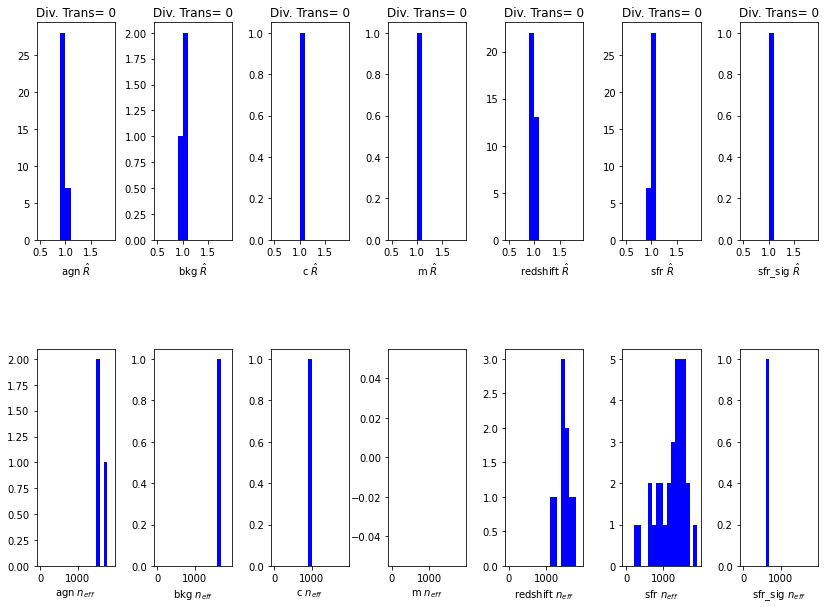 Div. Trans= 0 Div. Trans= 0 Div. Trans= 0 Div. Trans= 0 Div. Trans= 0 Div. Trans= 0 Div. Trans= 0
25 2.00 1.0 1.0 20 25 1.0
20 1.75 0.8 0.8 15 20 0.8
15 1.50 0.6 0.6 10 15 0.6
10 1.25 0.4 0.4 5 10 0.4
5 1.00 0.2 0.2 0 5 0.2
0 0.75 0.0 0.0 0 0.0
0.50
0.25
0.00
0.5 1.0 1.5 0.5 1.0 1.5 0.5 1.0 1.5 0.5 1.0 1.5 0.5 1.0 1.5 0.5 1.0 1.5 0.5 1.0 1.5
agn R̂ bkg R̂ c R̂ m R̂ redshift R̂ sfr R̂ sfr_sig R̂
2.00 1.0 1.0 0.04 3.0 5 1.0
1.75 0.8 0.8 0.02 2.5 4 0.8
1.50 0.6 0.6 0.00 2.0 3 0.6
1.25 0.4 0.4 −0.02 1.5 2 0.4
1.00 0.2 0.2 −0.04 1.0 1 0.2
0.75 0.0 0.0 0.5 0 0.0
0.50 0.0
0.25
0.00
0 1000 0 1000 0 1000 0 1000 0 1000 0 1000 0 1000
agn n_eff bkg n_eff c n_eff m n_eff redshift n_eff sfr n_eff sfr_sig n_eff